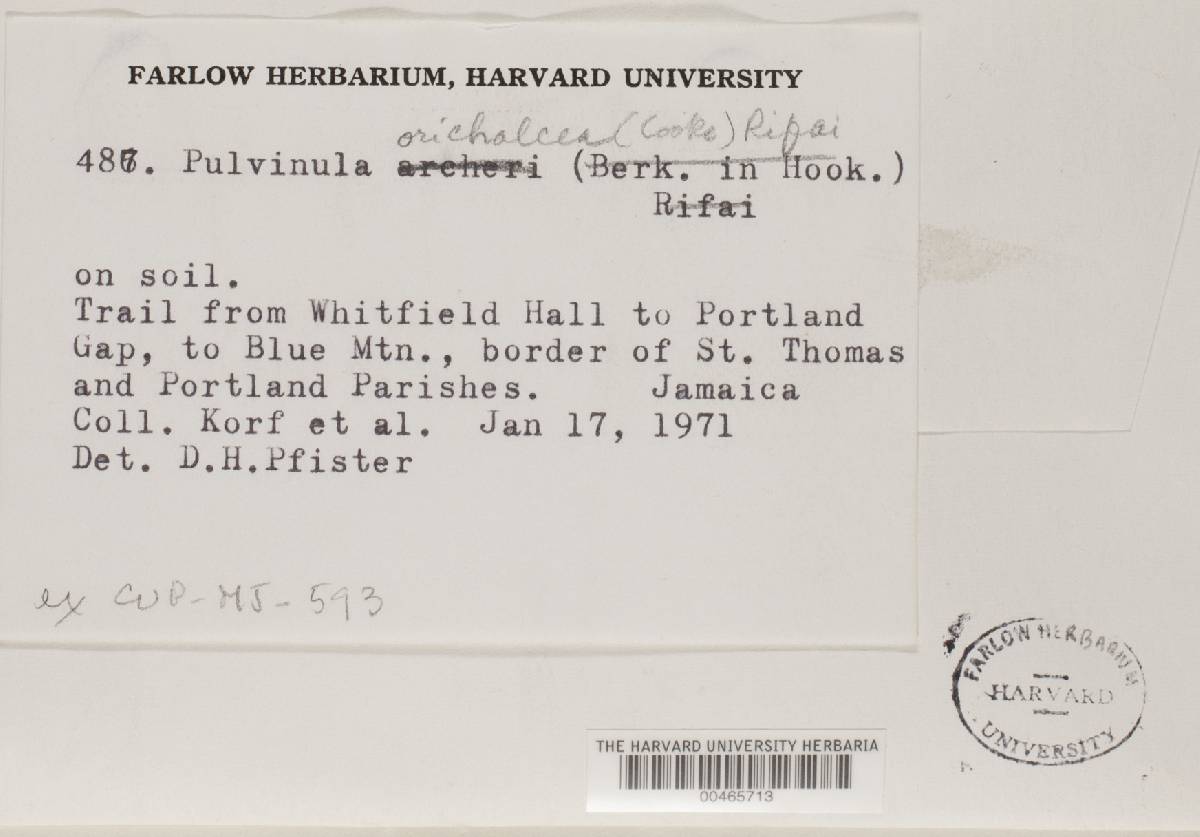 FARLOW HERBARIUM, HARVARD UNIVERSITY
orichalcea (Cooke) Rifai
Pulvinula archeri (Berk. in Hook.)
Rifai
on soil.
Trail from Whitfield Hall to Portland
Gap, to Blue Mtn., border of St. Thomas
and Portland Parishes. Jamaica
Coll. Korf et al. Jan 17, 1971
Det. D.H.Pfister
ex CUP-MJ-593
FARLOW HERBARIUM
HARVARD
UNIVERSITY
THE HARVARD UNIVERSITY HERBARIA
00465713